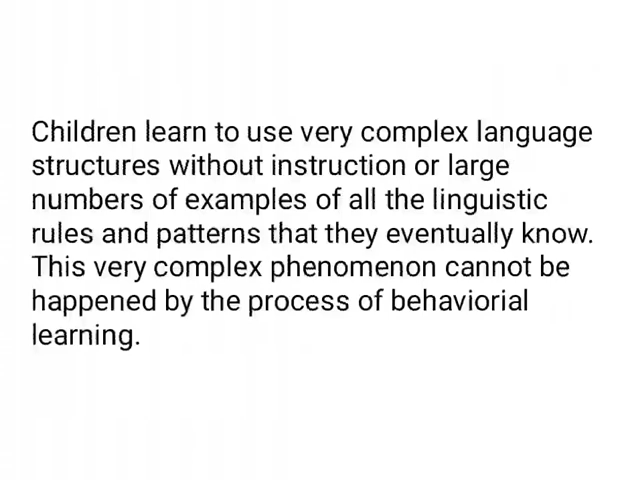 Children learn to use very complex language
structures without instruction or large
numbers of examples of all the linguistic
rules and patterns that they eventually know.
This very complex phenomenon cannot be
happened by the process of behaviorial
learning.